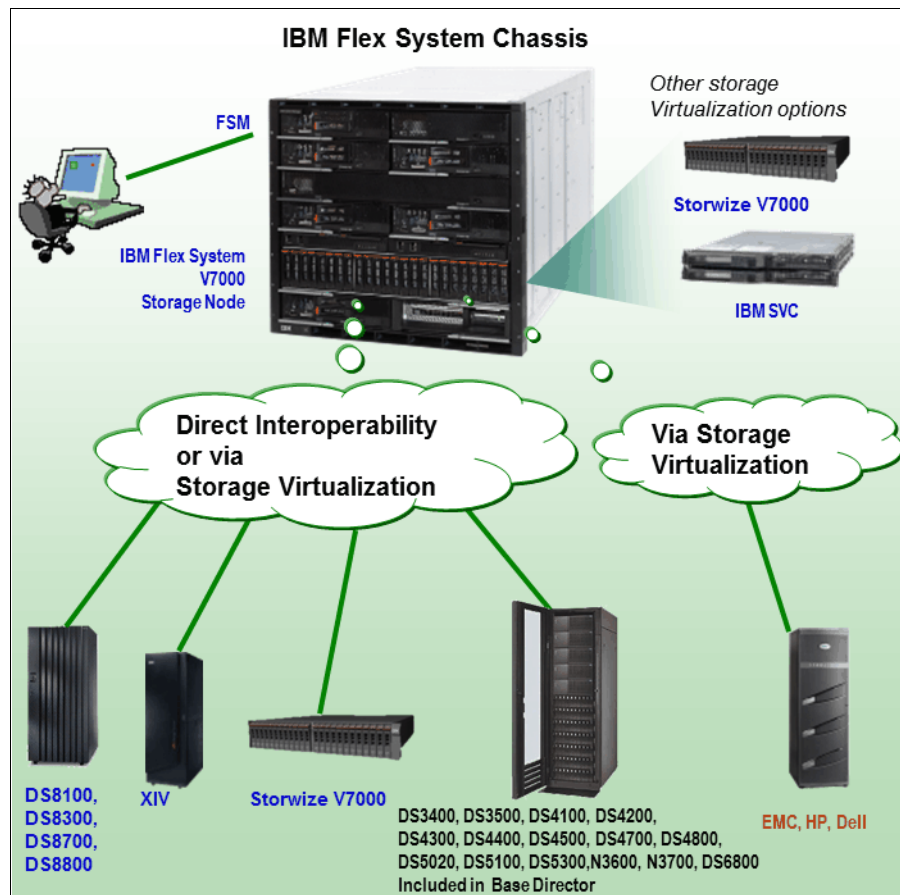 IBM Flex System Chassis
Other storage
Virtualization options
FSM
Storwize V7000
IBM Flex System
V7000
Storage Node
IBM SVC
IBM
Direct Interoperability
or via
Storage Virtualization
Via Storage
Virtualization
DS8100,
DS8300,
DS8700,
DS8800
XIV
Storwize V7000
DS3400, DS3500, DS4100, DS4200,
DS4300, DS4400, DS4500, DS4700, DS4800,
DS5020, DS5100, DS5300,N3600, N3700, DS6800
Included in Base Director
EMC, HP, Dell